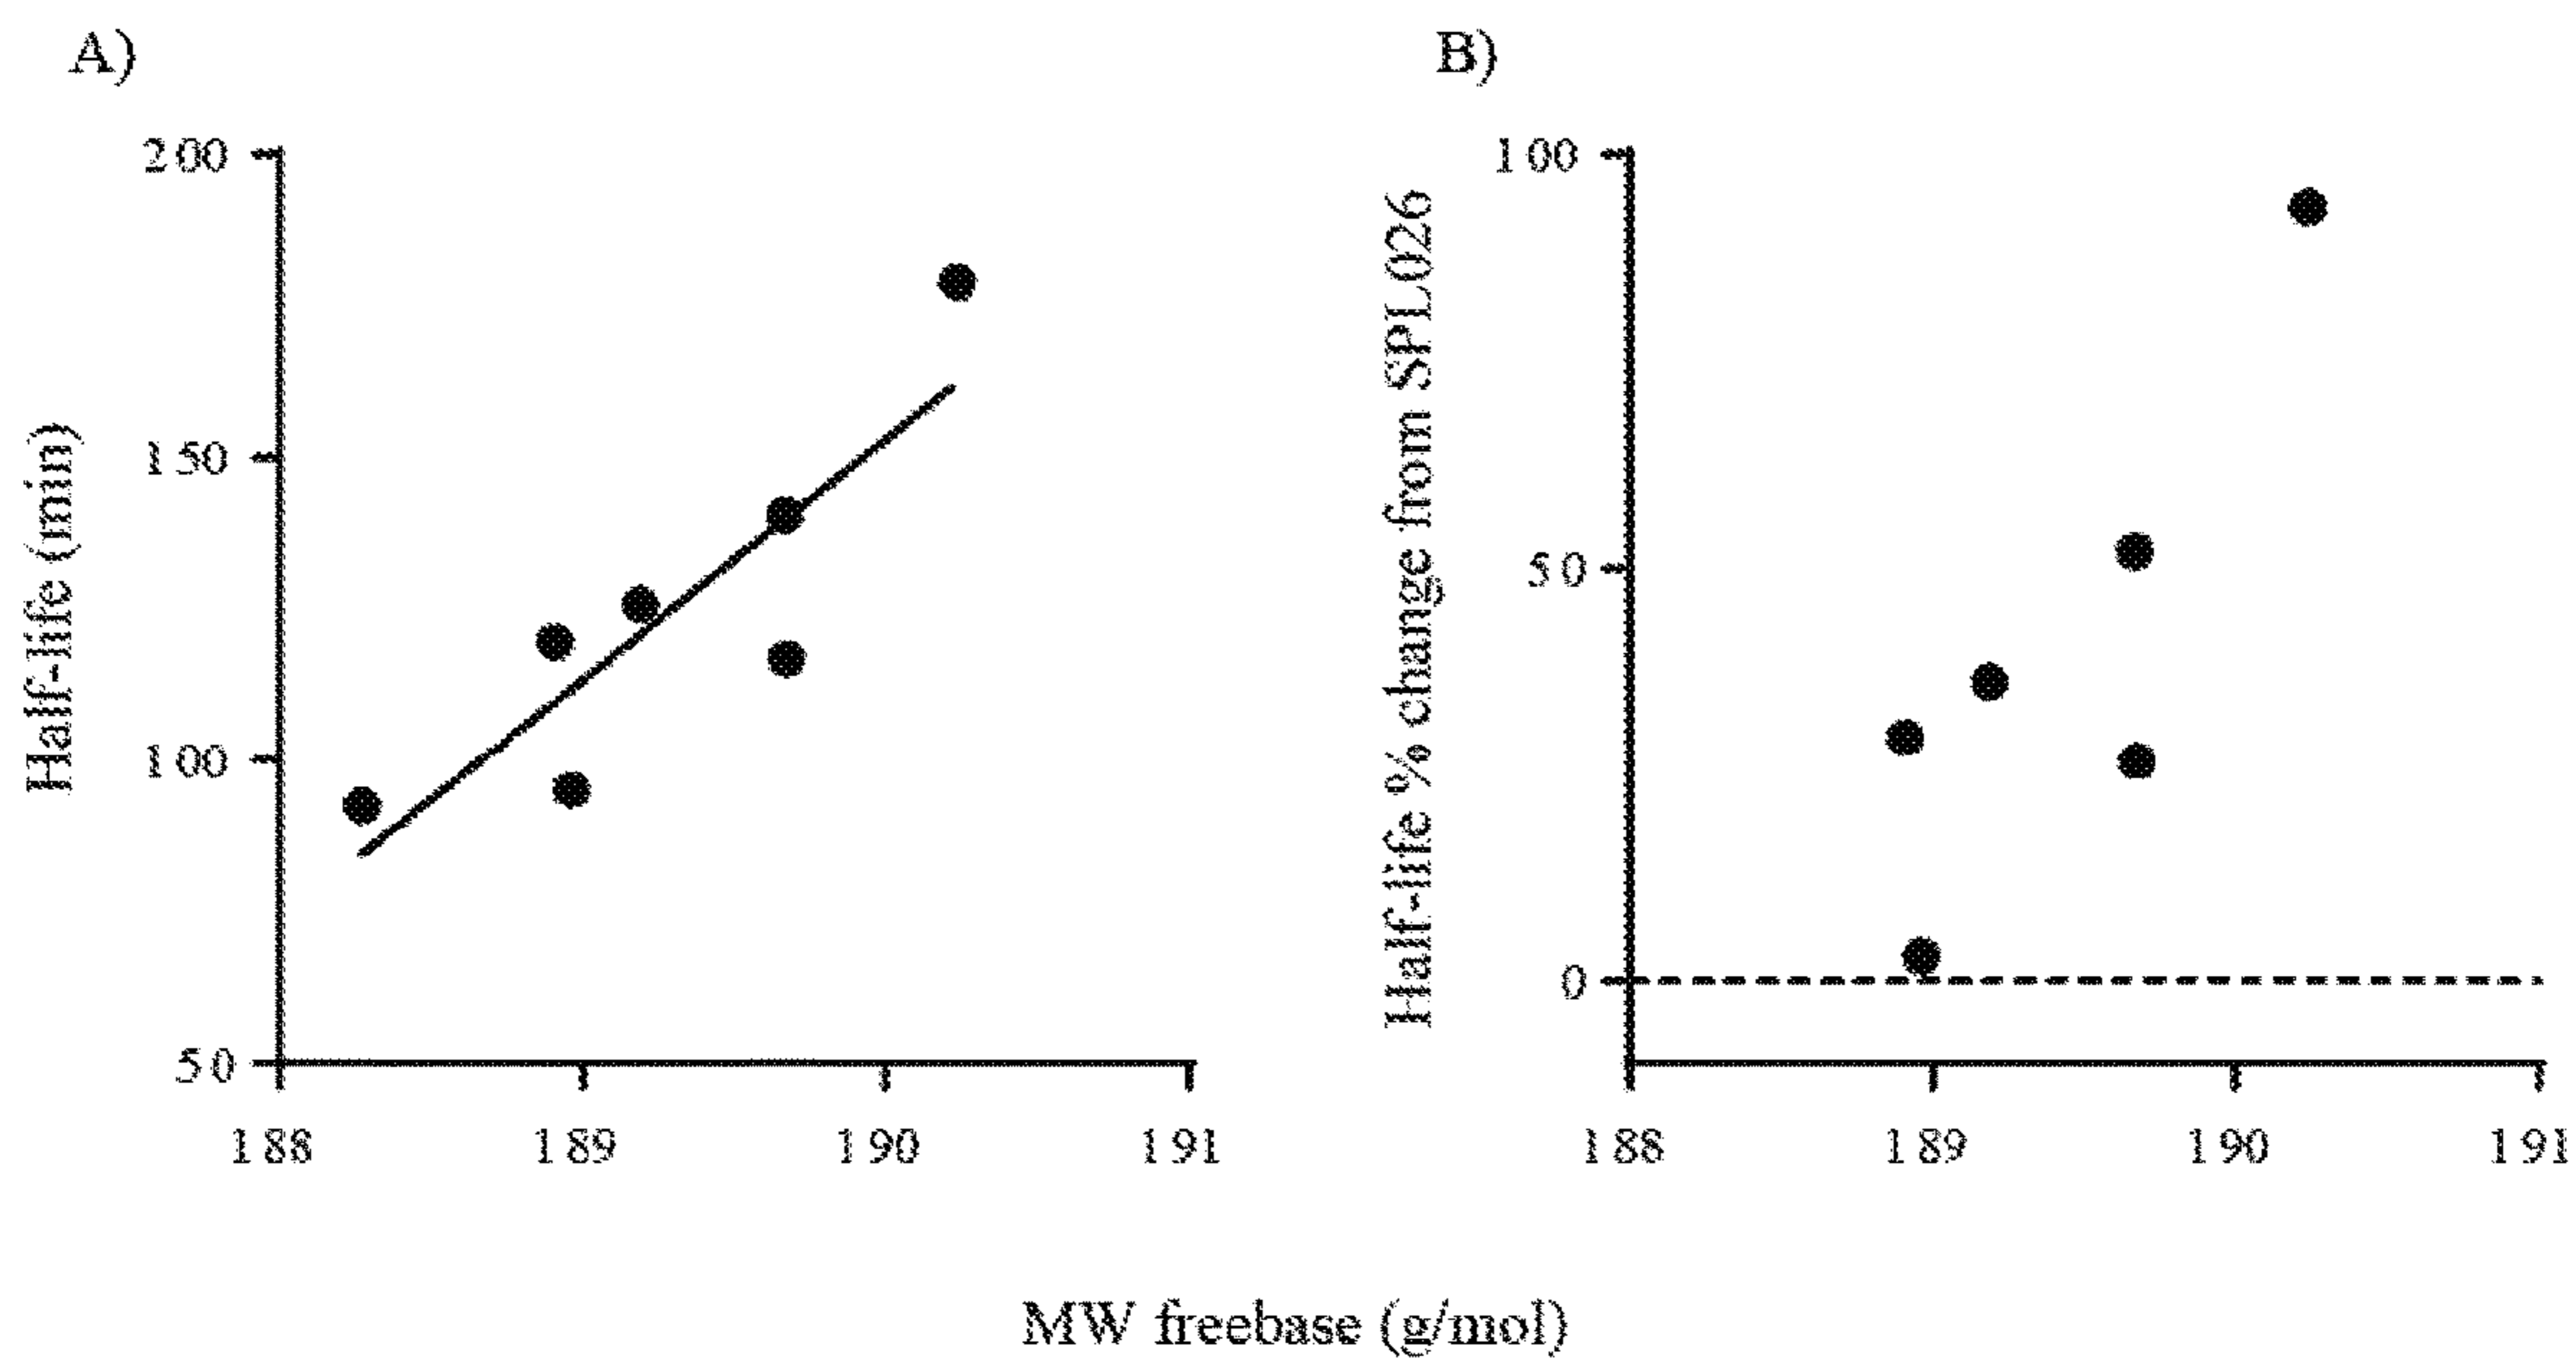 A)
Half-life (min)
200
150
100
50
188 189 190 191
B)
Half-life % change from SPL026
100
50
0
188 189 190 191
MW freebase (g/mol)